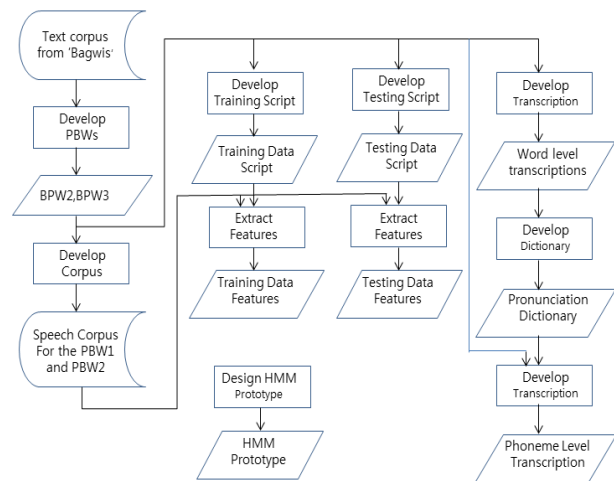 Text corpus
from 'Bagwis'
Develop
PBWs
BPW2,BPW3
Develop
Corpus
Speech Corpus
For the PBW1
and PBW2
Develop
Training Script
Training Data
Script
Extract
Features
Training Data
Features
Design HMM
Prototype
HMM
Prototype
Develop
Testing Script
Testing Data
Script
Extract
Features
Testing Data
Features
Develop
Transcription
Word level
transcriptions
Develop
Dictionary
Pronunciation
Dictionary
Develop
Transcription
Phoneme Level
Transcription